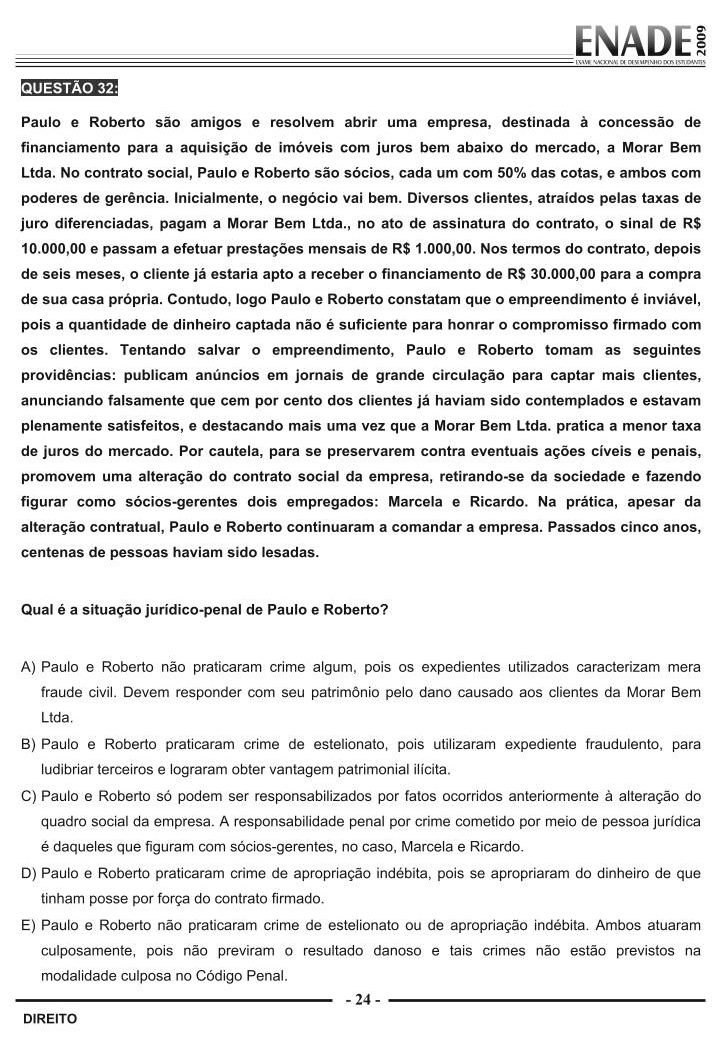 ENADE 2009
EXAME NACIONAL DE DESEMPENHO DOS ESTUDANTES
QUESTÃO 32:
Paulo e Roberto são amigos e resolvem abrir uma empresa, destinada à concessão de
financiamento para a aquisição de imóveis com juros bem abaixo do mercado, a Morar Bem
Ltda. No contrato social, Paulo e Roberto são sócios, cada um com 50% das cotas, e ambos com
poderes de gerência. Inicialmente, o negócio vai bem. Diversos clientes, atraídos pelas taxas de
juro diferenciadas, pagam a Morar Bem Ltda., no ato de assinatura do contrato, o sinal de R$
10.000,00 e passam a efetuar prestações mensais de R$ 1.000,00. Nos termos do contrato, depois
de seis meses, o cliente já estaria apto a receber o financiamento de R$ 30.000,00 para a compra
de sua casa própria. Contudo, logo Paulo e Roberto constatam que o empreendimento é inviável,
pois a quantidade de dinheiro captada não é suficiente para honrar o compromisso firmado com
os clientes. Tentando salvar o empreendimento, Paulo e Roberto tomam as seguintes
providências: publicam anúncios em jornais de grande circulação para captar mais clientes,
anunciando falsamente que cem por cento dos clientes já haviam sido contemplados e estavam
plenamente satisfeitos, e destacando mais uma vez que a Morar Bem Ltda. pratica a menor taxa
de juros do mercado. Por cautela, para se preservarem contra eventuais ações cíveis e penais,
promovem uma alteração do contrato social da empresa, retirando-se da sociedade e fazendo
figurar como sócios-gerentes dois empregados: Marcela e Ricardo. Na prática, apesar da
alteração contratual, Paulo e Roberto continuaram a comandar a empresa. Passados cinco anos,
centenas de pessoas haviam sido lesadas.
Qual é a situação jurídico-penal de Paulo e Roberto?
A) Paulo e Roberto não praticaram crime algum, pois os expedientes utilizados caracterizam mera
fraude civil. Devem responder com seu patrimônio pelo dano causado aos clientes da Morar Bem
Ltda.
B) Paulo e Roberto praticaram crime de estelionato, pois utilizaram expediente fraudulento, para
ludibriar terceiros e lograram obter vantagem patrimonial ilícita.
C) Paulo e Roberto só podem ser responsabilizados por fatos ocorridos anteriormente à alteração do
quadro social da empresa. A responsabilidade penal por crime cometido por meio de pessoa jurídica
é daqueles que figuram com sócios-gerentes, no caso, Marcela e Ricardo.
D) Paulo e Roberto praticaram crime de apropriação indébita, pois se apropriaram do dinheiro de que
tinham posse por força do contrato firmado.
E) Paulo e Roberto não praticaram crime de estelionato ou de apropriação indébita. Ambos atuaram
culposamente, pois não previram o resultado danoso e tais crimes não estão previstos na
modalidade culposa no Código Penal.
- 24 -
DIREITO